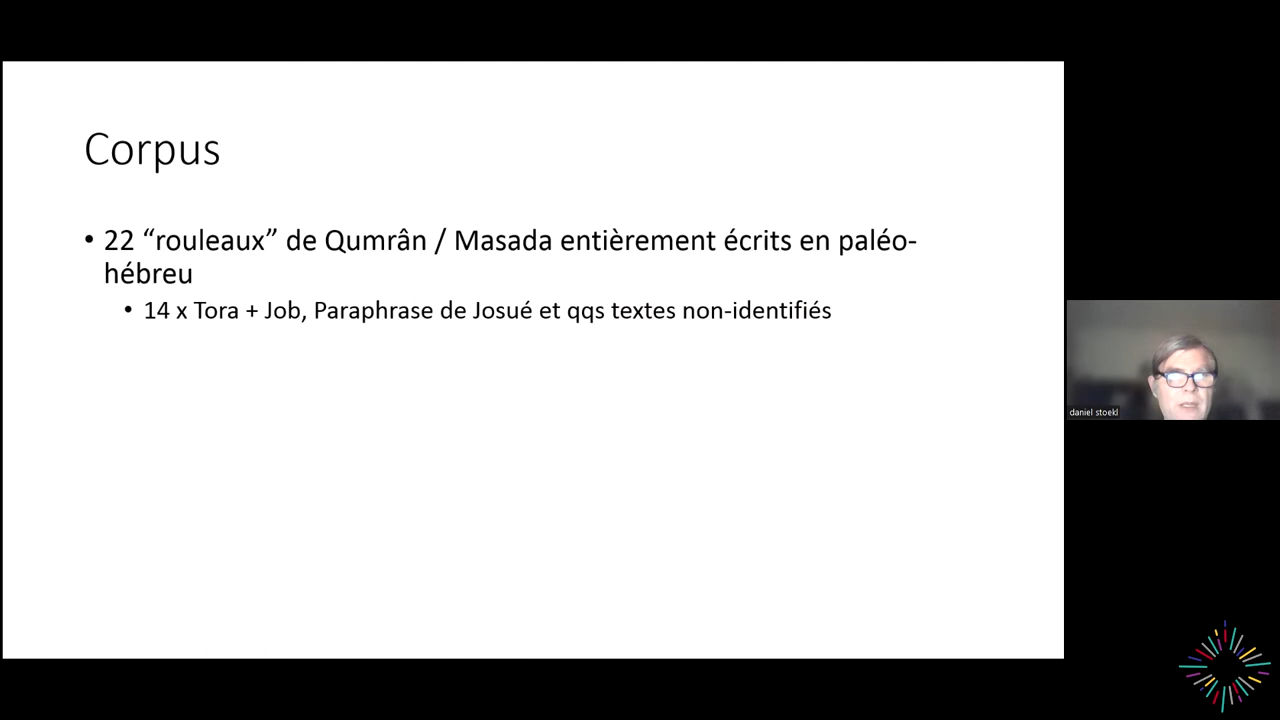 Corpus
• 22 “rouleaux” de Qumrân / Masada entièrement écrits en paléo-
hébreu
• 14 x Tora + Job, Paraphrase de Josué et qqs textes non-identifiés
daniel stoekl